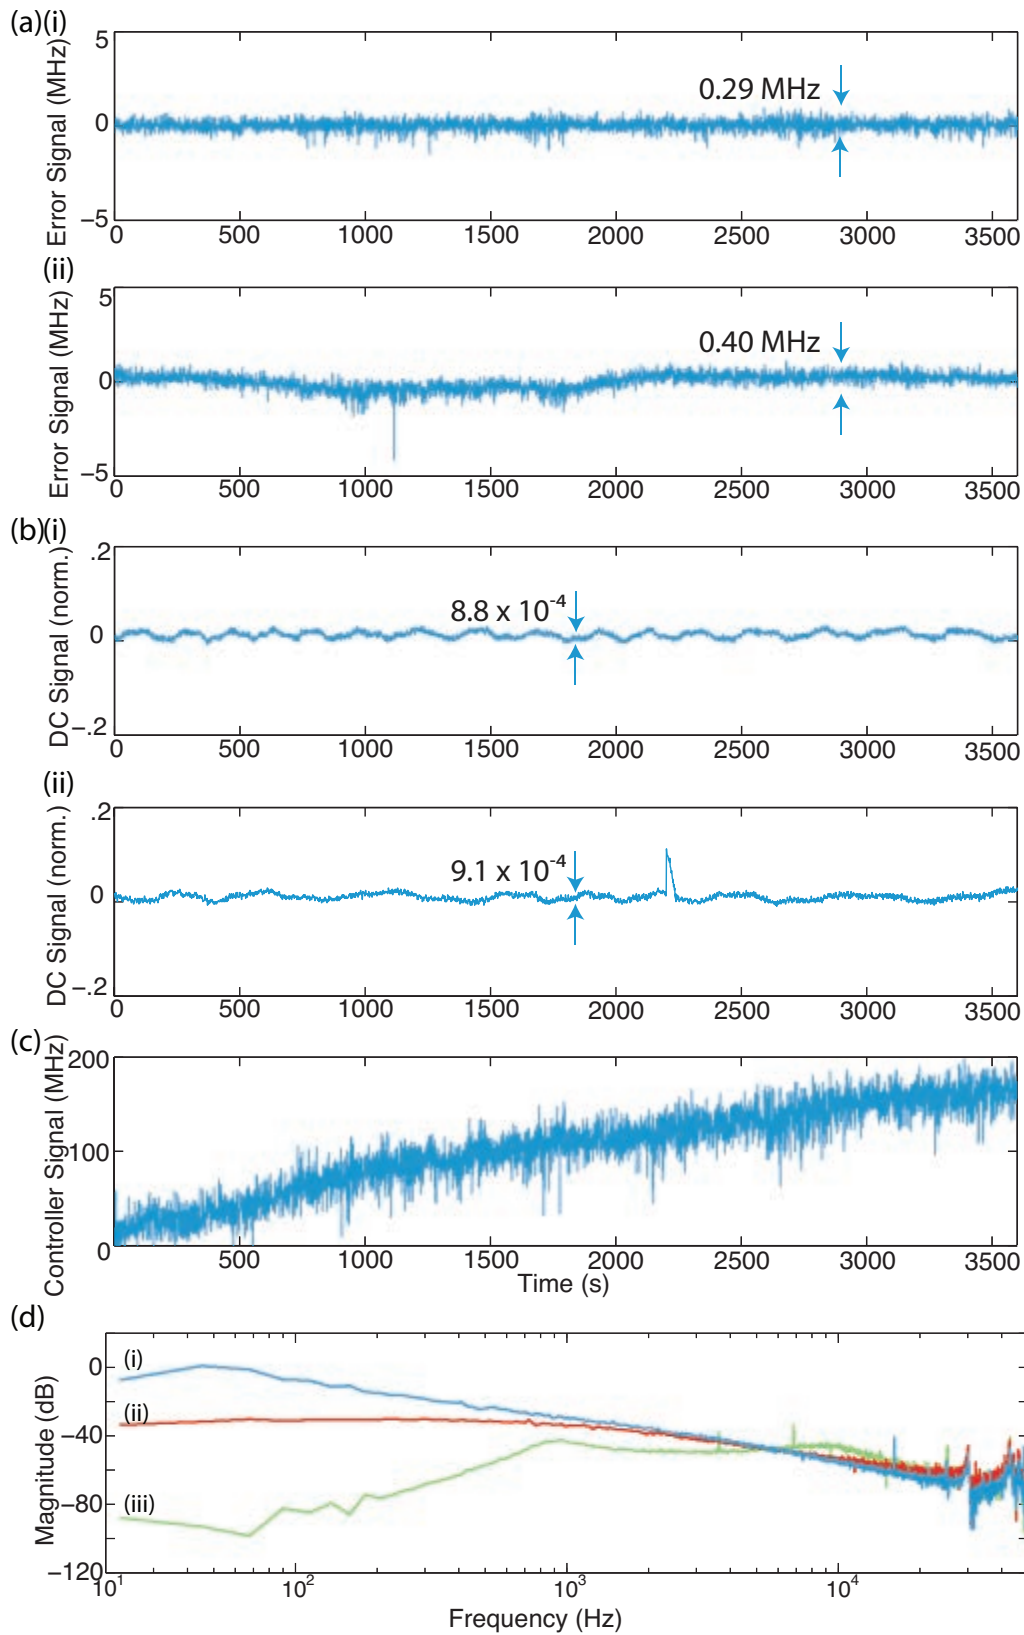 (a)(i)
Error Signal (MHz)
5
0
−5
0.29 MHz
0 500 1000 1500 2000 2500 3000 3500
(ii)
Error Signal (MHz)
5
0
−5
0.40 MHz
0 500 1000 1500 2000 2500 3000 3500
(b)(i)
DC Signal (norm.)
.2
0
−.2
8.8 x 10⁻⁴
0 500 1000 1500 2000 2500 3000 3500
(ii)
DC Signal (norm.)
.2
0
−.2
9.1 x 10⁻⁴
0 500 1000 1500 2000 2500 3000 3500
(c)
Controller Signal (MHz)
200
100
0
0 500 1000 1500 2000 2500 3000 3500
Time (s)
(d)
Magnitude (dB)
0
−40
−80
−120
(i)
(ii)
(iii)
10¹ 10² 10³ 10⁴
Frequency (Hz)